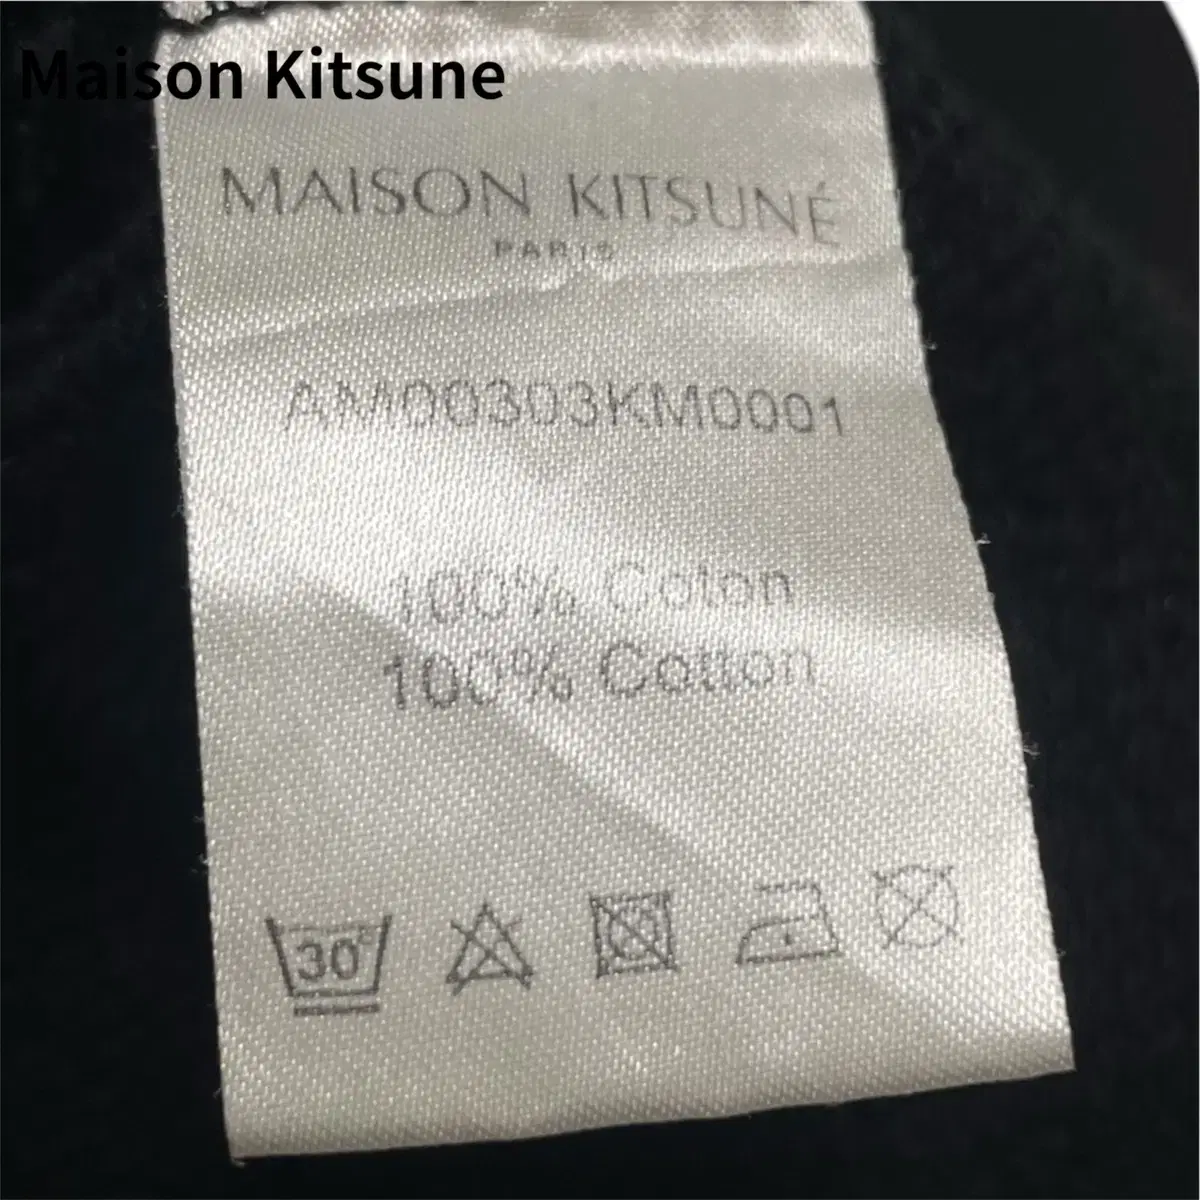 Maison Kitsune
MAISON KITSUNÉ
PARIS
AM00303KM0001
100% Coton
100% Cotton
30°